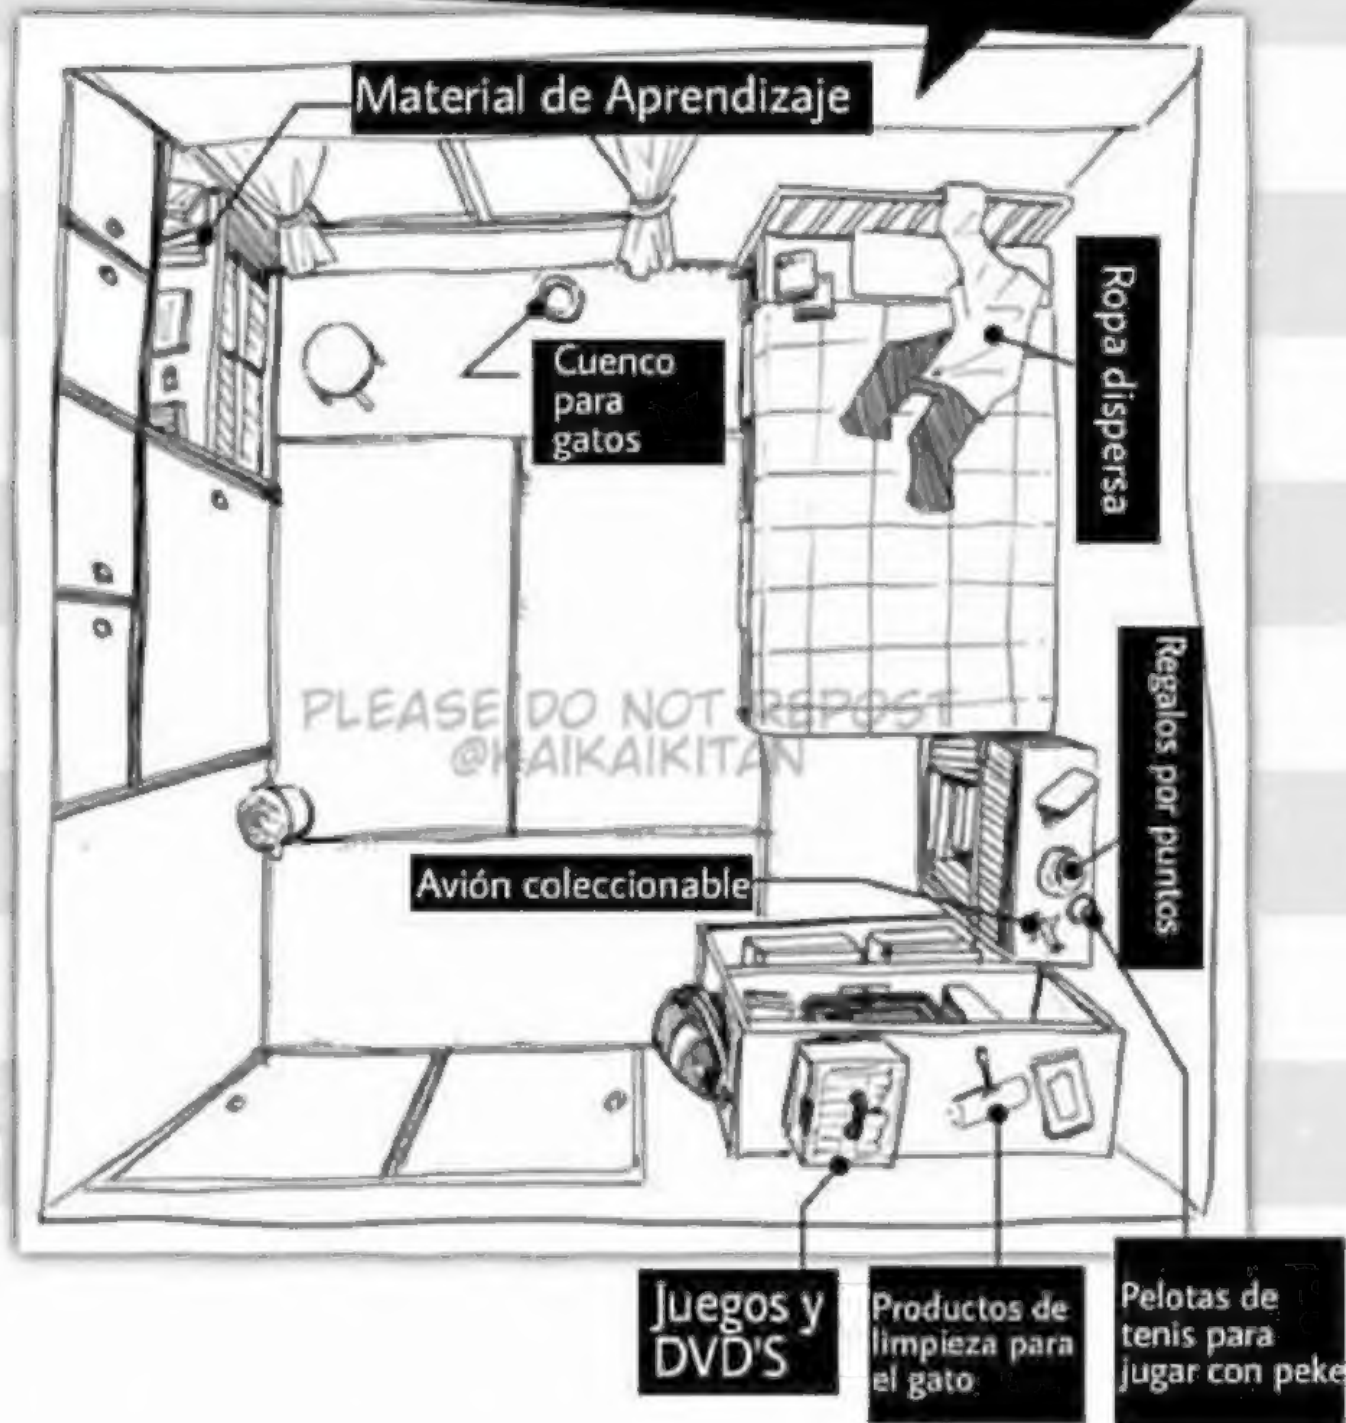 Material de Aprendizaje
Cuenco
para
gatos
Ropa dispersa
Regalos por puntos
PLEASE DO NOT REPOST
@KAIKAIKITAN
Avión coleccionable
Juegos y
DVD'S
Productos de
limpieza para
el gato
Pelotas de
tenis para
jugar con peke